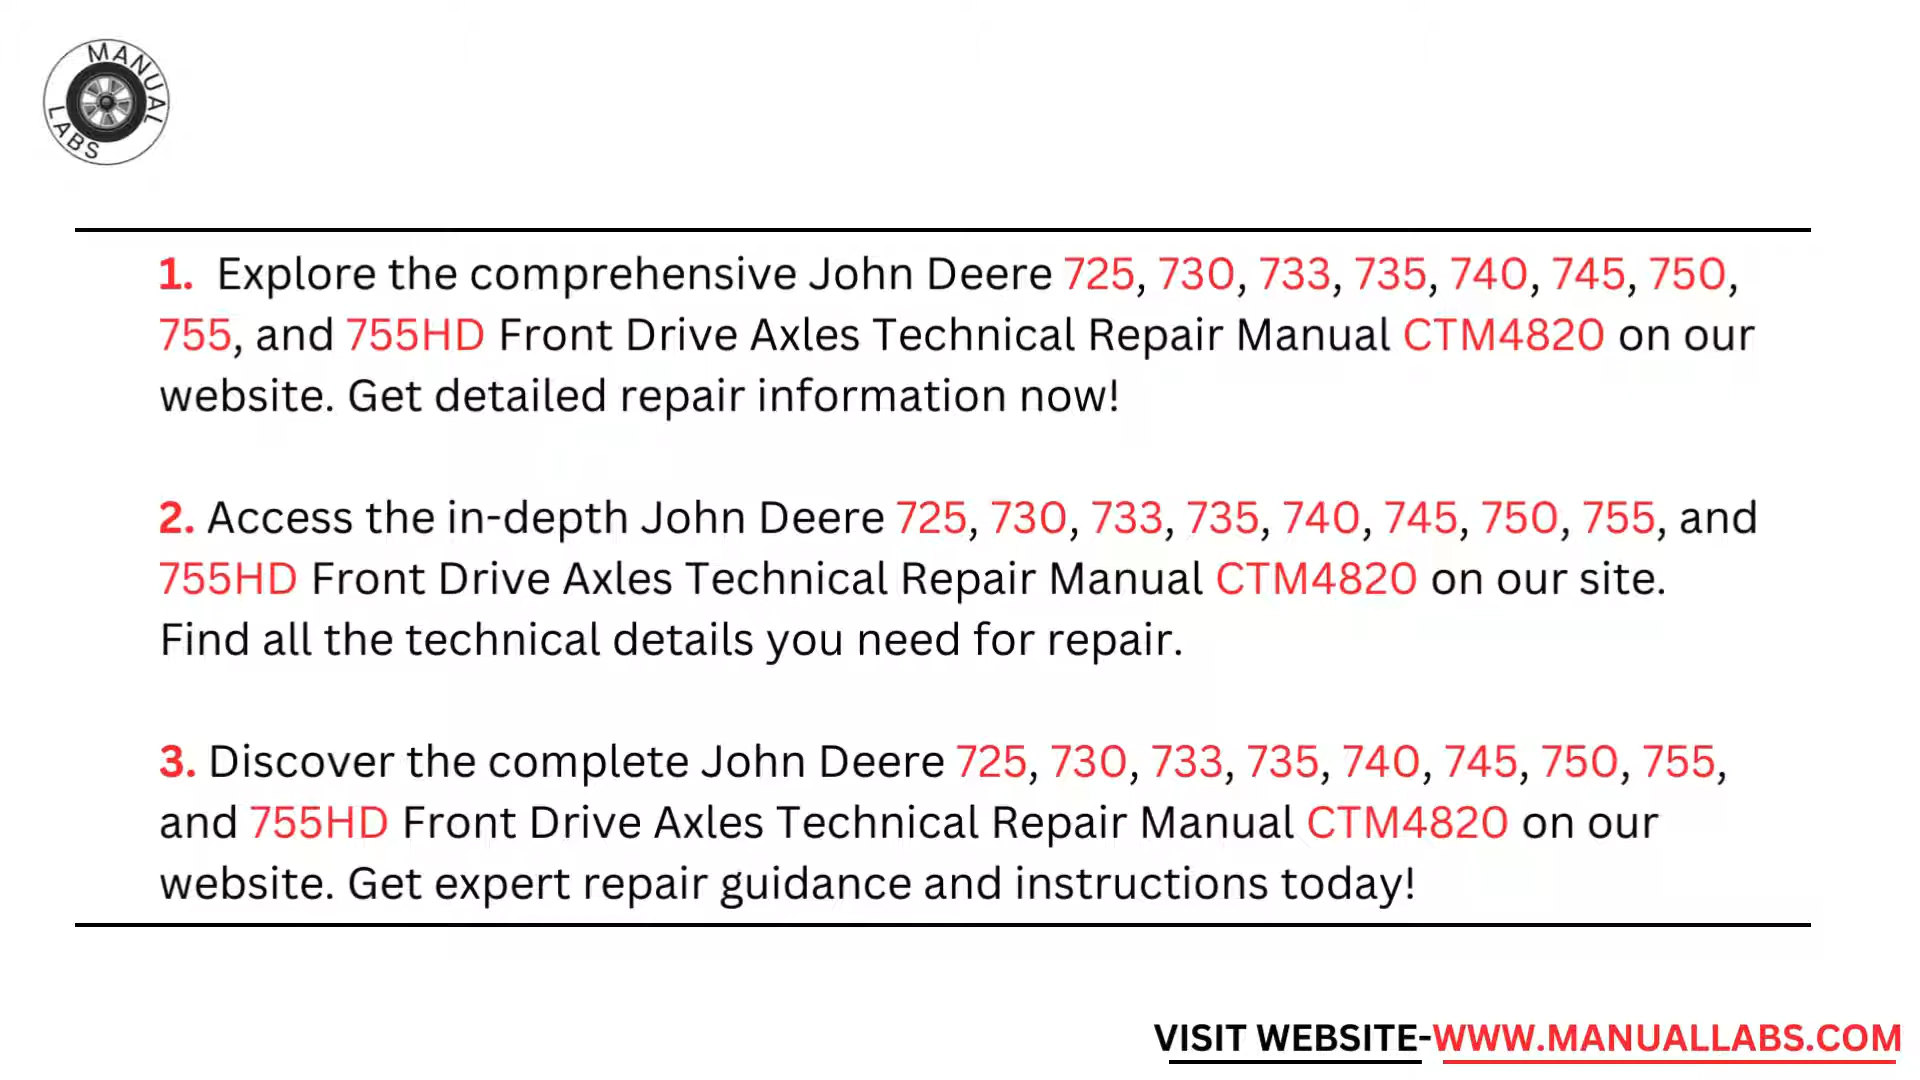 MANUAL
LABS
1. Explore the comprehensive John Deere 725, 730, 733, 735, 740, 745, 750,
755, and 755HD Front Drive Axles Technical Repair Manual CTM4820 on our
website. Get detailed repair information now!
2. Access the in-depth John Deere 725, 730, 733, 735, 740, 745, 750, 755, and
755HD Front Drive Axles Technical Repair Manual CTM4820 on our site.
Find all the technical details you need for repair.
3. Discover the complete John Deere 725, 730, 733, 735, 740, 745, 750, 755,
and 755HD Front Drive Axles Technical Repair Manual CTM4820 on our
website. Get expert repair guidance and instructions today!
VISIT WEBSITE-WWW.MANUALLABS.COM